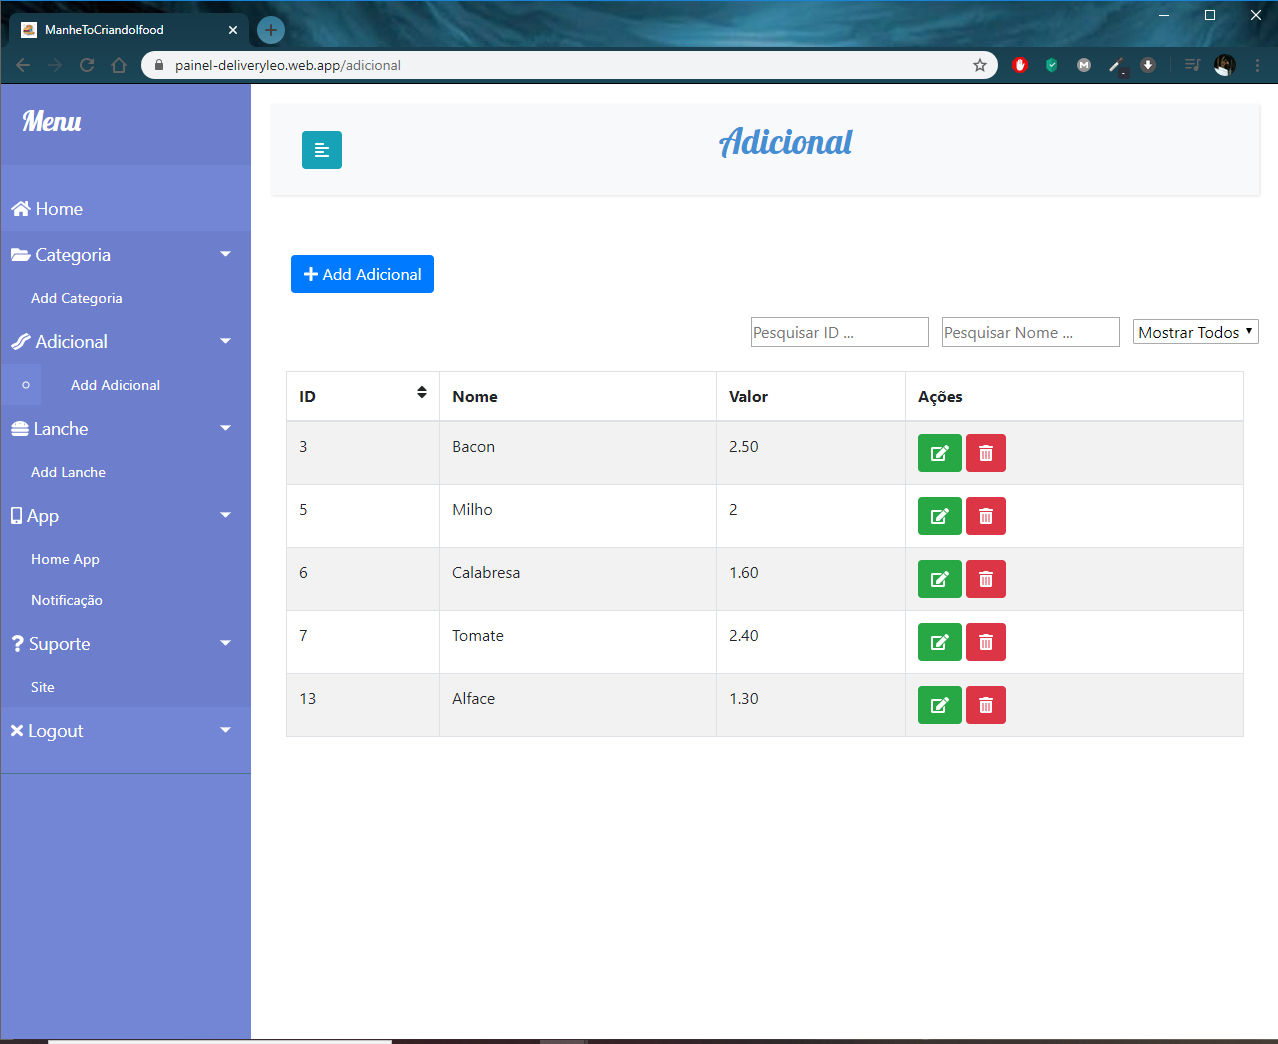 ManheToCriandoIfood
painel-deliveryleo.web.app/adicional
Menu
Adicional
Home
Categoria
Add Categoria
Adicional
Add Adicional
Lanche
Add Lanche
App
Home App
Notificação
Suporte
Site
Logout
Add Adicional
Pesquisar ID ... Pesquisar Nome ... Mostrar Todos
ID Nome Valor Ações
3 Bacon 2.50
5 Milho 2
6 Calabresa 1.60
7 Tomate 2.40
13 Alface 1.30